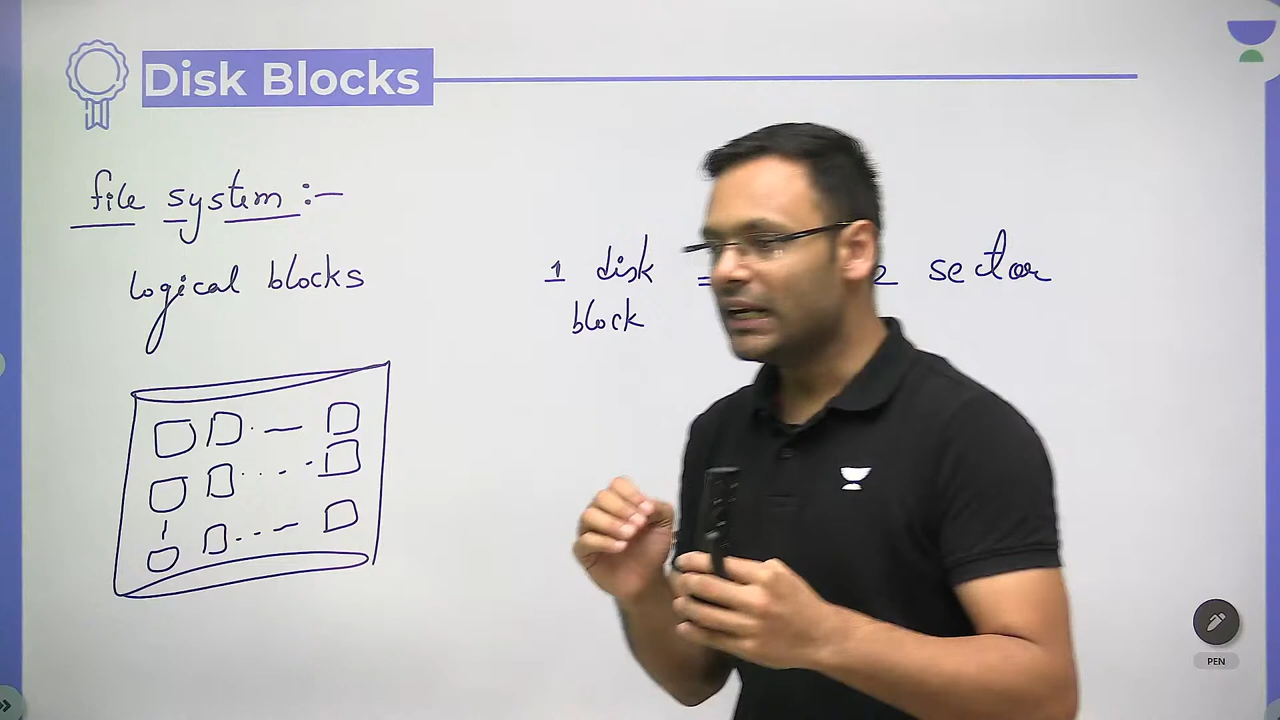 Disk Blocks
file system :-
logical blocks
1 disk = sector
block
PEN